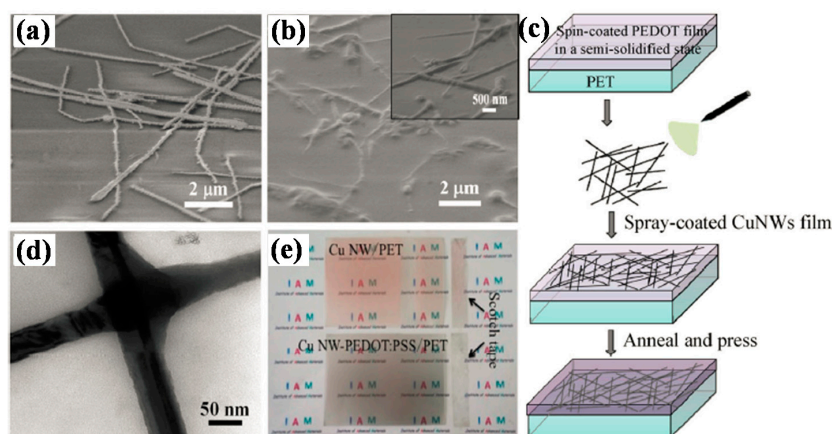 (a)
2 μm
(b)
500 nm
2 μm
(c)
Spin-coated PEDOT film
in a semi-solidified state
PET
Spray-coated CuNWs film
Anneal and press
(d)
50 nm
(e)
Cu NW/PET
I A M
I A M I A M I A M I A M
I A M I A M I A M I A M
Scotch tape
Cu NW-PEDOT:PSS/PET
I A M I A M I A M I A M
I A M I A M I A M I A M